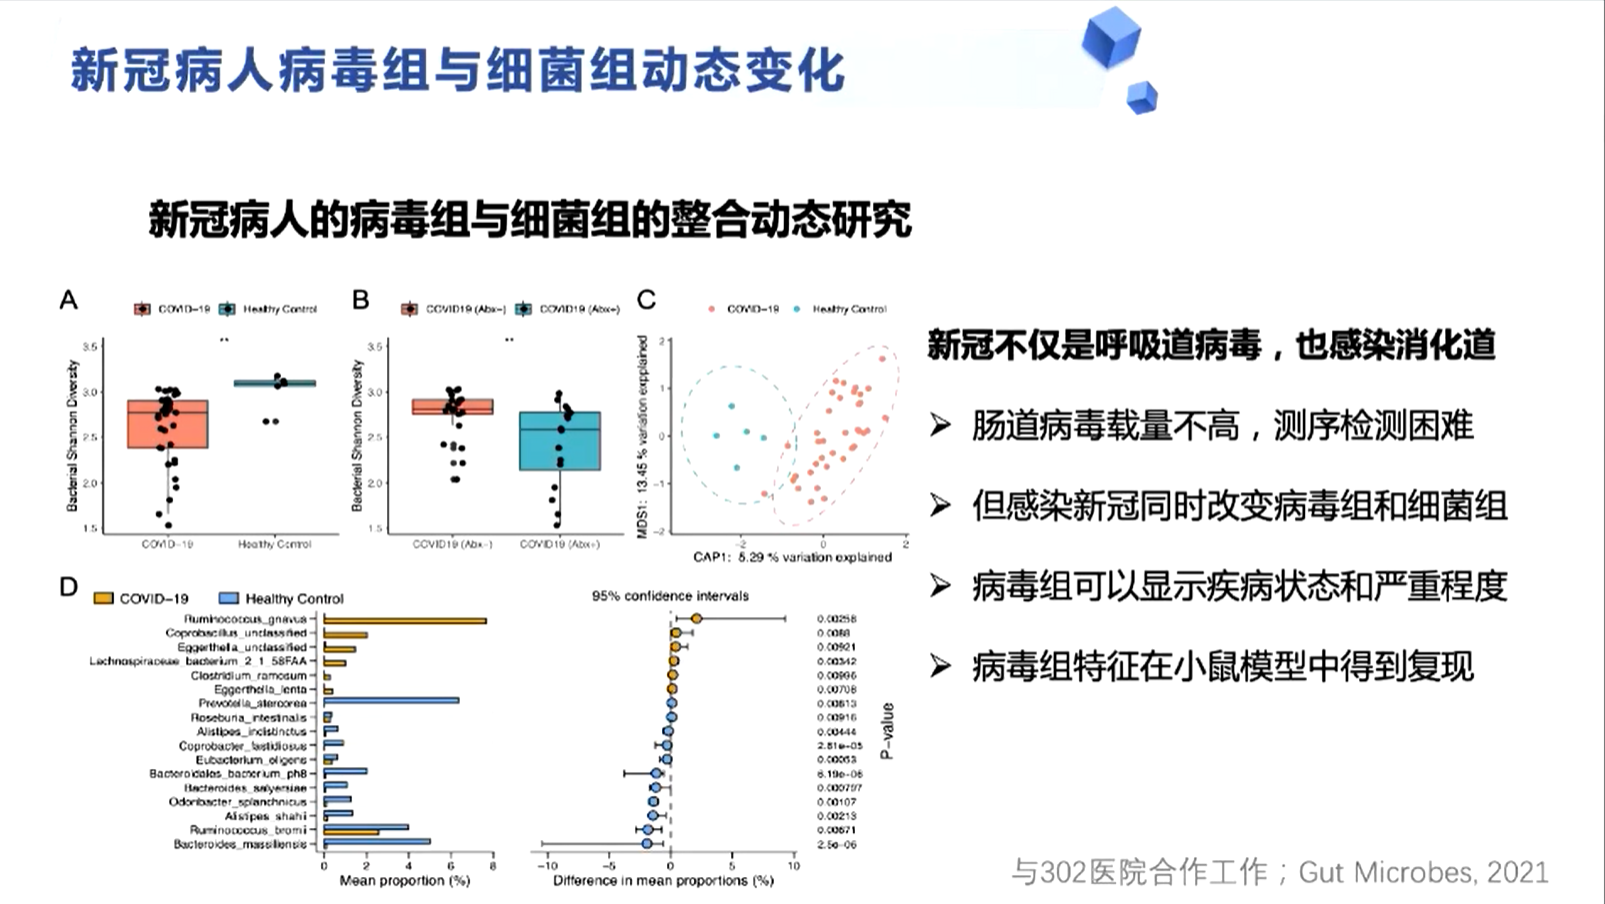 新冠病人病毒组与细菌组动态变化
新冠病人的病毒组与细菌组的整合动态研究
A
COVID-19 Healthy Control
Bacterial Shannon Diversity
3.5
3.0
2.5
2.0
1.5
COVID-19 Healthy Control
B
COVID19 (Abx-) COVID19 (Abx+)
Bacterial Shannon Diversity
3.5
3.0
2.5
2.0
1.5
COVID19 (Abx-) COVID19 (Abx+)
C
COVID-19 Healthy Control
MDS1: 13.45 % variation expplained
2
1
0
-1
-2
-2 0 2
CAP1: 5.29 % variation explained
D
COVID-19 Healthy Control
95% confidence intervals
Ruminococcus_gnavus 0.00258
Coprobacillus_unclassified 0.0088
Eggerthella_unclassified 0.00921
Lachnospiraceae_bacterium_2_1_58FAA 0.00342
Clostridium_ramosum 0.00996
Eggerthella_lenta 0.00708
Prevotella_stercorea 0.00813
Roseburia_intestinalis 0.00916
Alistipes_indistinctus 0.00444
Coprobacter_fastidiosus 2.81e-05
Eubacterium_eligens 0.00053
Bacteroidales_bacterium_ph8 6.19e-06
Bacteroides_salyersiae 0.000797
Odoribacter_splanchnicus 0.00107
Alistipes_shahii 0.00213
Ruminococcus_bromii 0.00671
Bacteroides_massiliensis 2.5e-06
P-value
0 2 4 6 8
Mean proportion (%)
-10 -5 0 5 10
Difference in mean proportions (%)
新冠不仅是呼吸道病毒，也感染消化道
➢ 肠道病毒载量不高，测序检测困难
➢ 但感染新冠同时改变病毒组和细菌组
➢ 病毒组可以显示疾病状态和严重程度
➢ 病毒组特征在小鼠模型中得到复现
与302医院合作工作；Gut Microbes, 2021